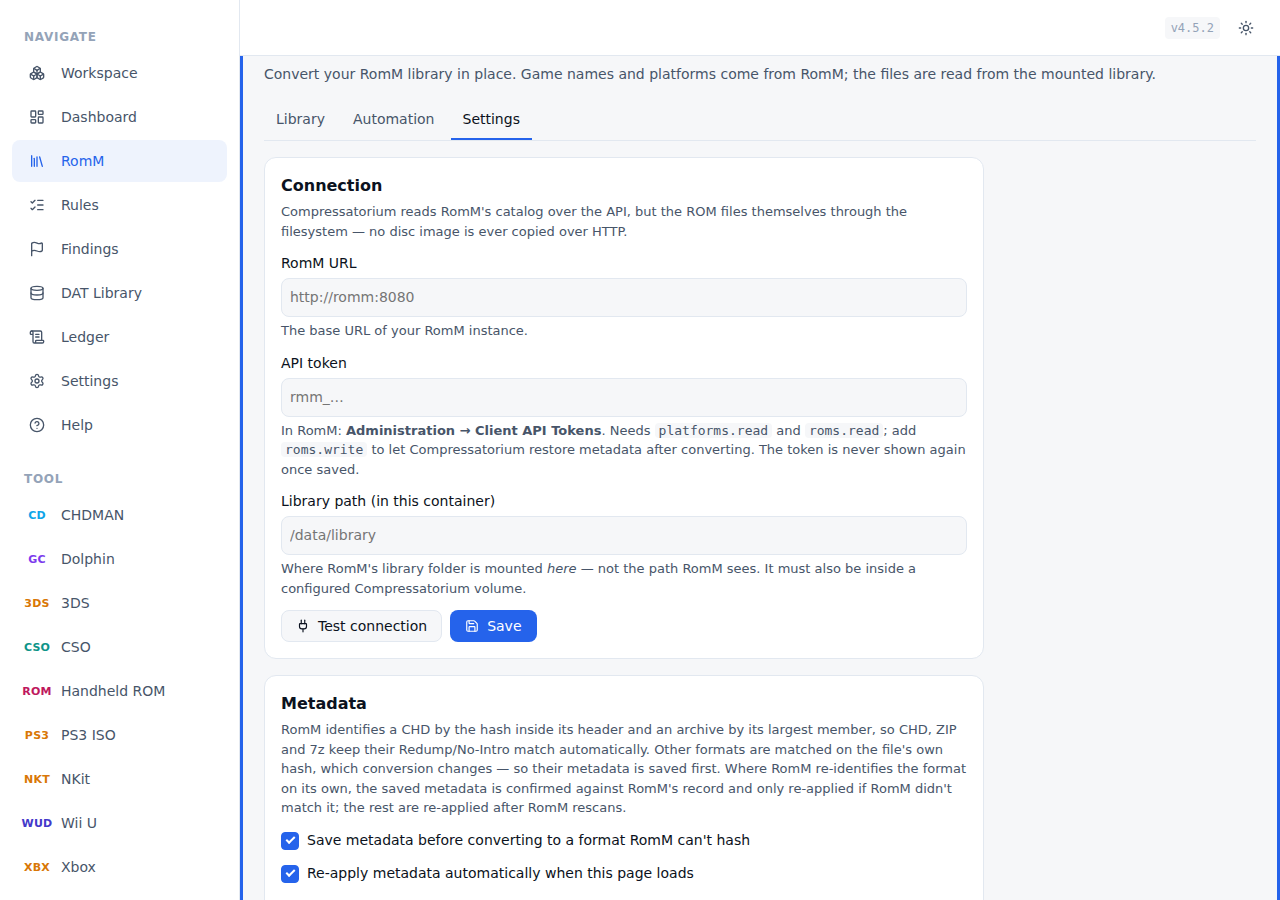 v4.5.2
NAVIGATE
Workspace
Dashboard
RomM
Rules
Findings
DAT Library
Ledger
Settings
Help
TOOL
CD CHDMAN
GC Dolphin
3DS 3DS
CSO CSO
ROM Handheld ROM
PS3 PS3 ISO
NKT NKit
WUD Wii U
XBX Xbox
Convert your RomM library in place. Game names and platforms come from RomM; the files are read from the mounted library.
Library Automation Settings
Connection
Compressatorium reads RomM's catalog over the API, but the ROM files themselves through the
filesystem — no disc image is ever copied over HTTP.
RomM URL
http://romm:8080
The base URL of your RomM instance.
API token
rmm_…
In RomM: Administration → Client API Tokens. Needs platforms.read and roms.read; add
roms.write to let Compressatorium restore metadata after converting. The token is never shown again
once saved.
Library path (in this container)
/data/library
Where RomM's library folder is mounted here — not the path RomM sees. It must also be inside a
configured Compressatorium volume.
Test connection Save
Metadata
RomM identifies a CHD by the hash inside its header and an archive by its largest member, so CHD, ZIP
and 7z keep their Redump/No-Intro match automatically. Other formats are matched on the file's own
hash, which conversion changes — so their metadata is saved first. Where RomM re-identifies the format
on its own, the saved metadata is confirmed against RomM's record and only re-applied if RomM didn't
match it; the rest are re-applied after RomM rescans.
Save metadata before converting to a format RomM can't hash
Re-apply metadata automatically when this page loads